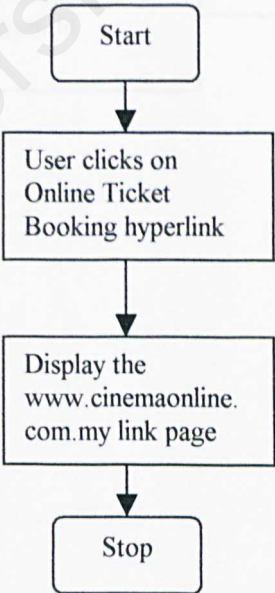 Start
User clicks on
Online Ticket
Booking hyperlink
Display the
www.cinemaonline.
com.my link page
Stop